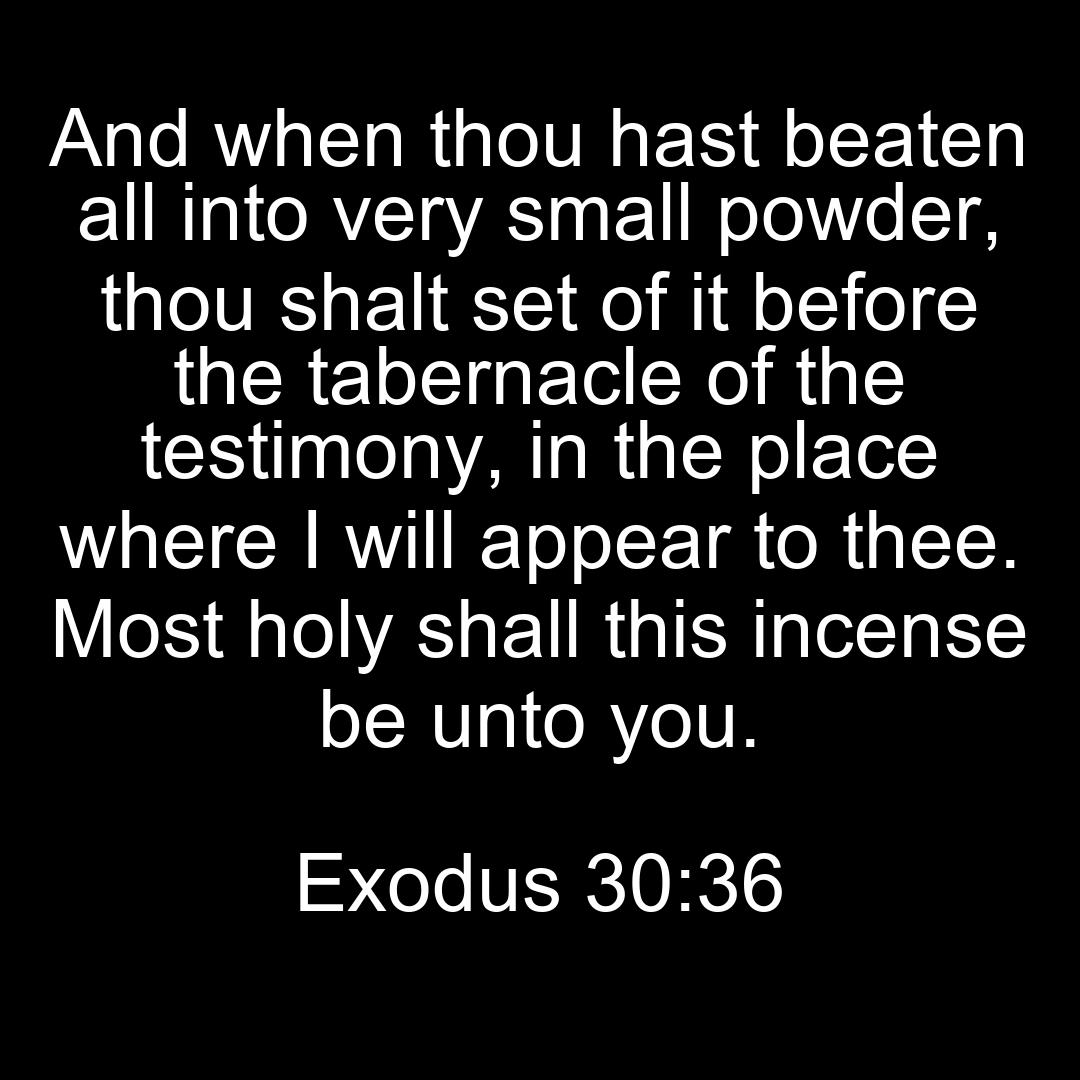 And when thou hast beaten
all into very small powder,
thou shalt set of it before
the tabernacle of the
testimony, in the place
where I will appear to thee.
Most holy shall this incense
be unto you.
Exodus 30:36